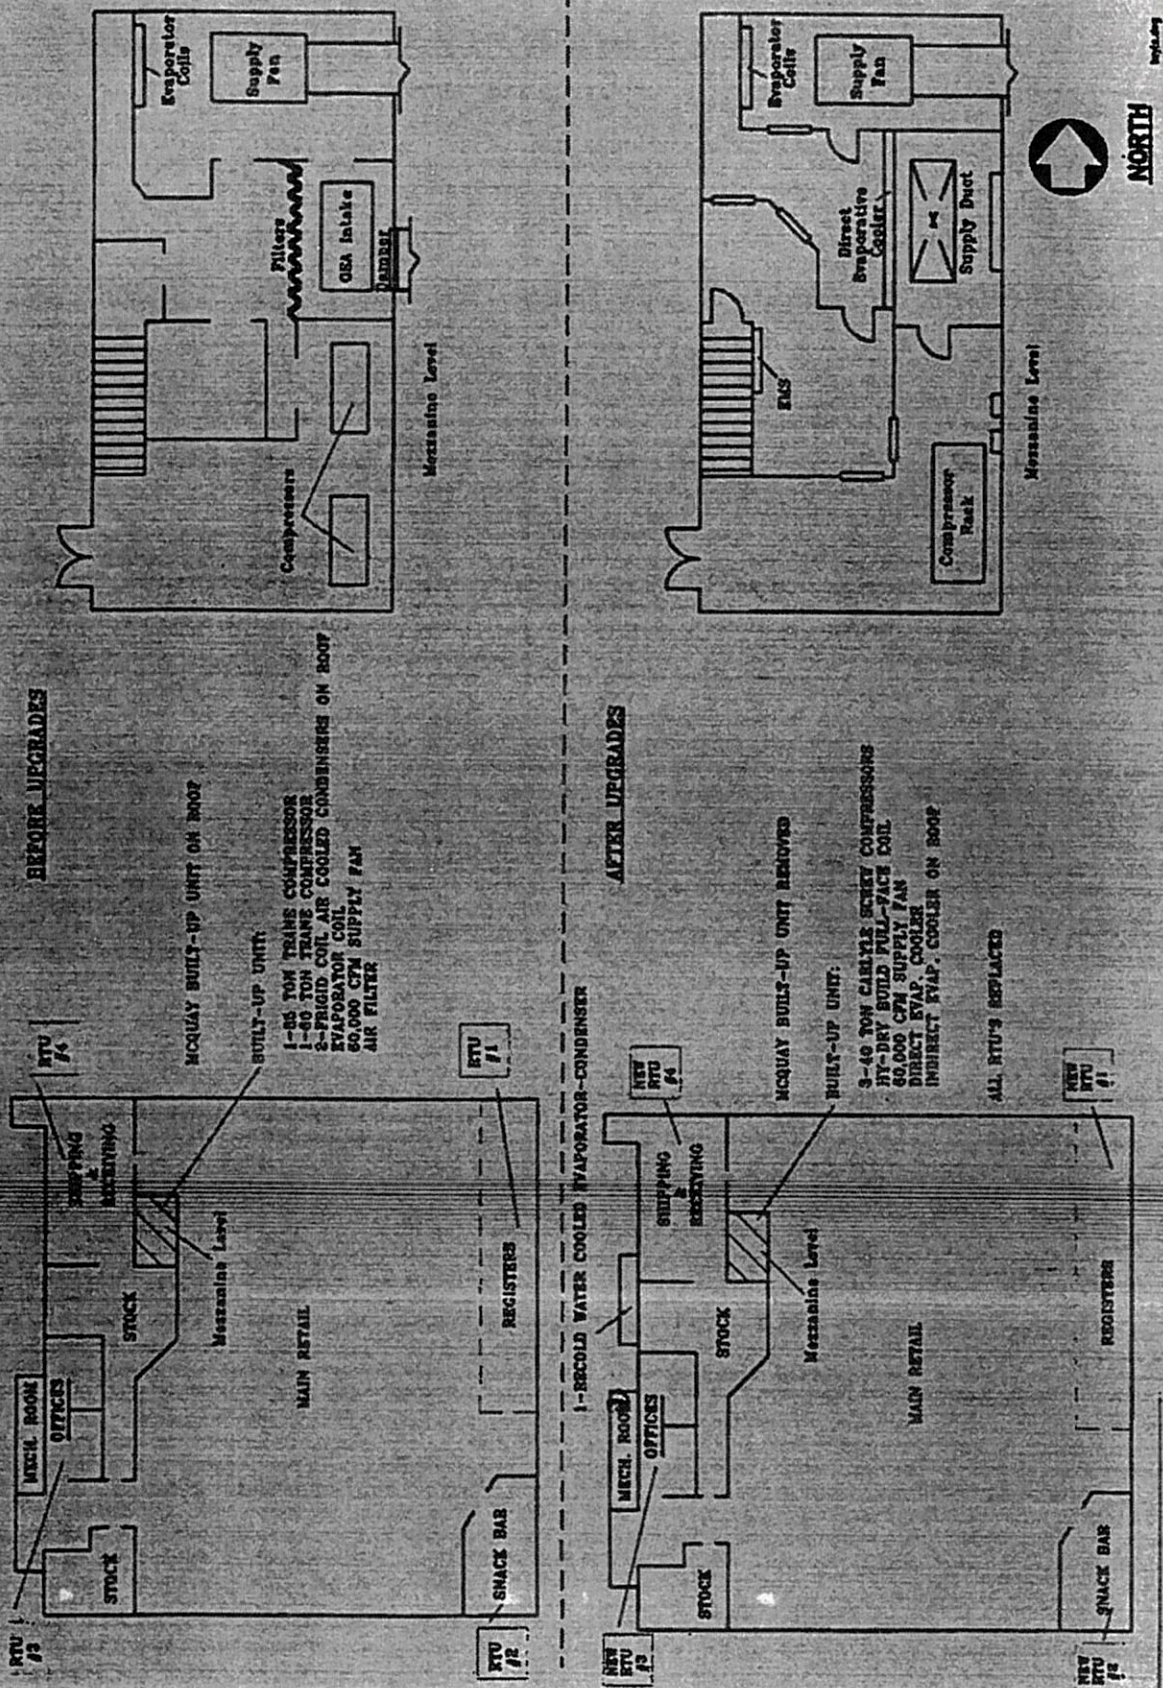 BEFORE UPGRADES
RTU
#3
MECH. ROOM
OFFICES
STOCK
STOCK
SHIPPING
&
RECEIVING
RTU
#4
Mezzanine Level
MAIN RETAIL
REGISTERS
SNACK BAR
RTU
#2
RTU
#1
MCQUAY BUILT-UP UNIT ON ROOF
BUILT-UP UNIT:
1-85 TON TRANE COMPRESSOR
1-60 TON TRANE COMPRESSOR
2-FRIGID COIL AIR COOLED CONDENSERS ON ROOF
EVAPORATOR COIL
60,000 CFM SUPPLY FAN
AIR FILTER
Compressors
Filters
OSA Intake
Damper
Evaporator
Coils
Supply
Fan
Mezzanine Level
AFTER UPGRADES
1-RECOLD WATER COOLED EVAPORATOR-CONDENSER
NEW
RTU
#3
MECH. ROOM
OFFICES
STOCK
STOCK
SHIPPING
&
RECEIVING
NEW
RTU
#4
Mezzanine Level
MAIN RETAIL
REGISTERS
SNACK BAR
NEW
RTU
#2
NEW
RTU
#1
MCQUAY BUILT-UP UNIT REMOVED
BUILT-UP UNIT:
3-40 TON CARLYLE SCREW COMPRESSORS
HY-DRY BUILD FULL-FACE COIL
60,000 CFM SUPPLY FAN
DIRECT EVAP. COOLER
INDIRECT EVAP. COOLER ON ROOF
ALL RTU'S REPLACED
EMS
Compressor
Rack
Direct
Evaporative
Cooler
Supply Duct
Evaporator
Coils
Supply
Fan
Mezzanine Level
NORTH